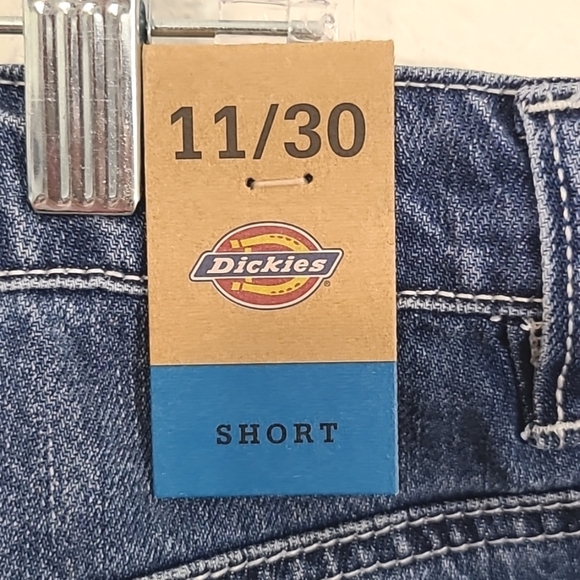 11/30
Dickies
®
SHORT